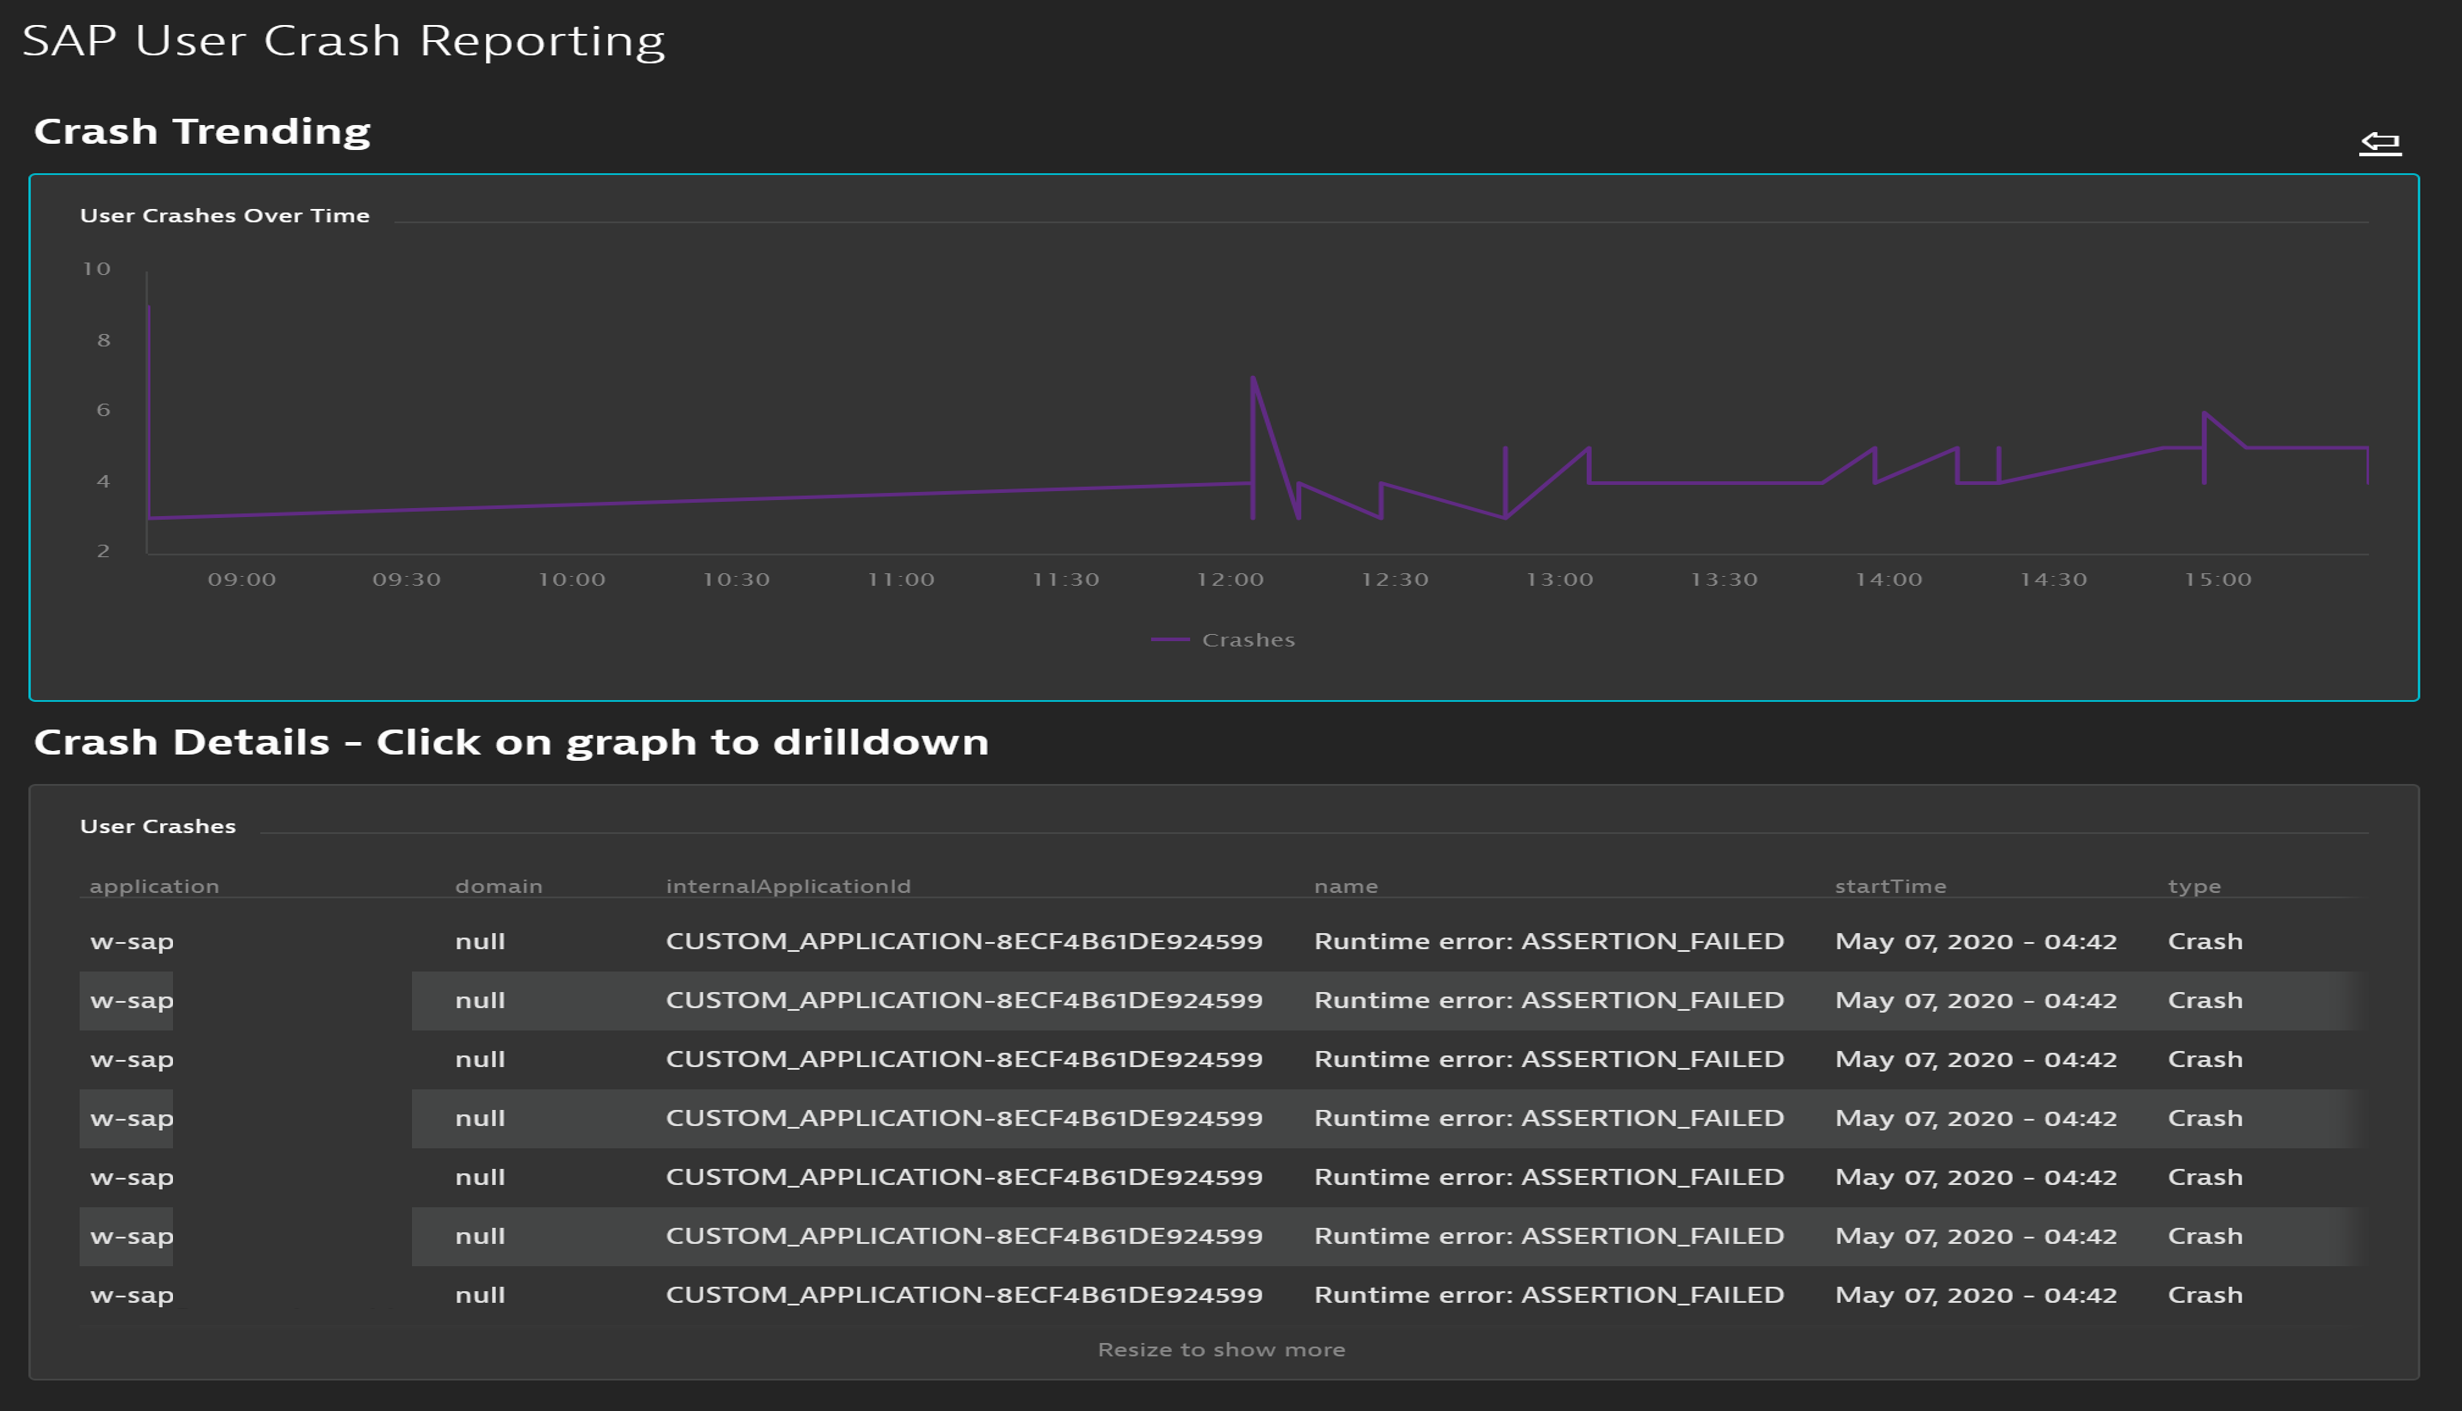 SAP User Crash Reporting
Crash Trending
User Crashes Over Time
10
8
6
4
2
09:00 09:30 10:00 10:30 11:00 11:30 12:00 12:30 13:00 13:30 14:00 14:30 15:00
Crashes
Crash Details - Click on graph to drilldown
User Crashes
application domain internalApplicationId name startTime type
w-sap null CUSTOM_APPLICATION-8ECF4B61DE924599 Runtime error: ASSERTION_FAILED May 07, 2020 - 04:42 Crash
w-sap null CUSTOM_APPLICATION-8ECF4B61DE924599 Runtime error: ASSERTION_FAILED May 07, 2020 - 04:42 Crash
w-sap null CUSTOM_APPLICATION-8ECF4B61DE924599 Runtime error: ASSERTION_FAILED May 07, 2020 - 04:42 Crash
w-sap null CUSTOM_APPLICATION-8ECF4B61DE924599 Runtime error: ASSERTION_FAILED May 07, 2020 - 04:42 Crash
w-sap null CUSTOM_APPLICATION-8ECF4B61DE924599 Runtime error: ASSERTION_FAILED May 07, 2020 - 04:42 Crash
w-sap null CUSTOM_APPLICATION-8ECF4B61DE924599 Runtime error: ASSERTION_FAILED May 07, 2020 - 04:42 Crash
w-sap null CUSTOM_APPLICATION-8ECF4B61DE924599 Runtime error: ASSERTION_FAILED May 07, 2020 - 04:42 Crash
Resize to show more